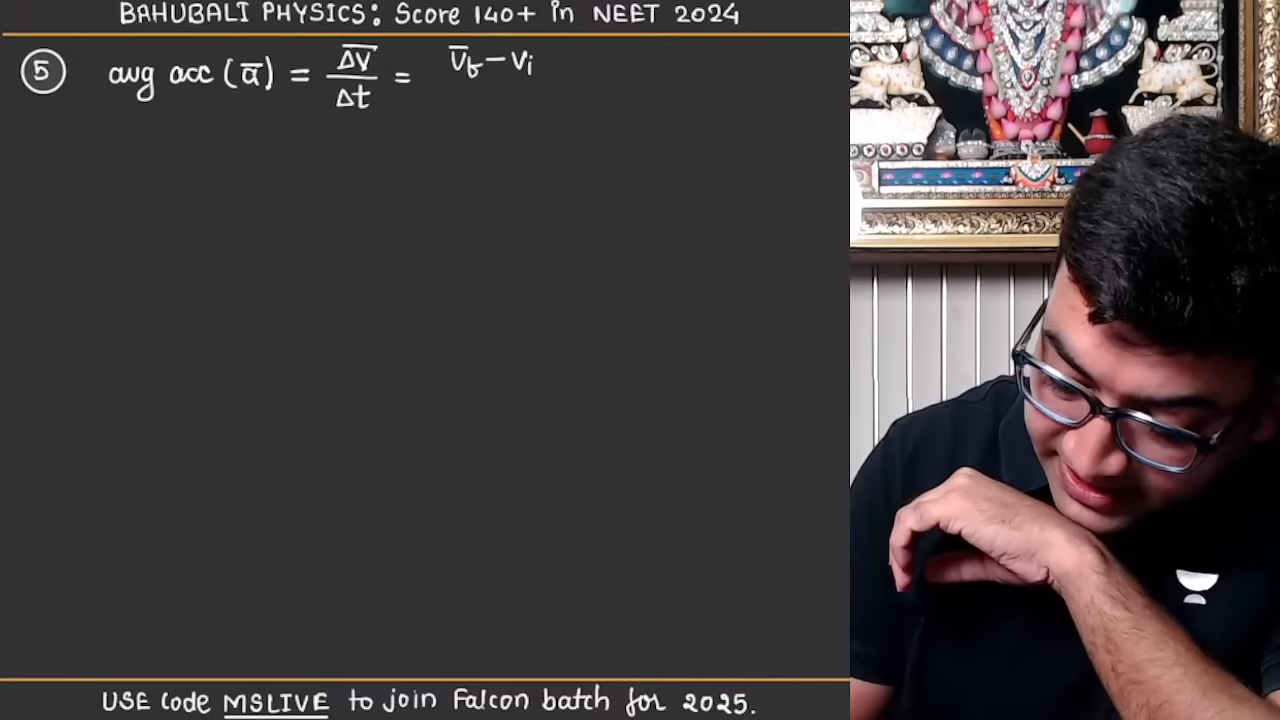 BAHUBALI PHYSICS: Score 140+ in NEET 2024
5 avg acc (a̅) = Δv̅ / Δt = v̅f - vi
USE Code MSLIVE to join Falcon batch for 2025.